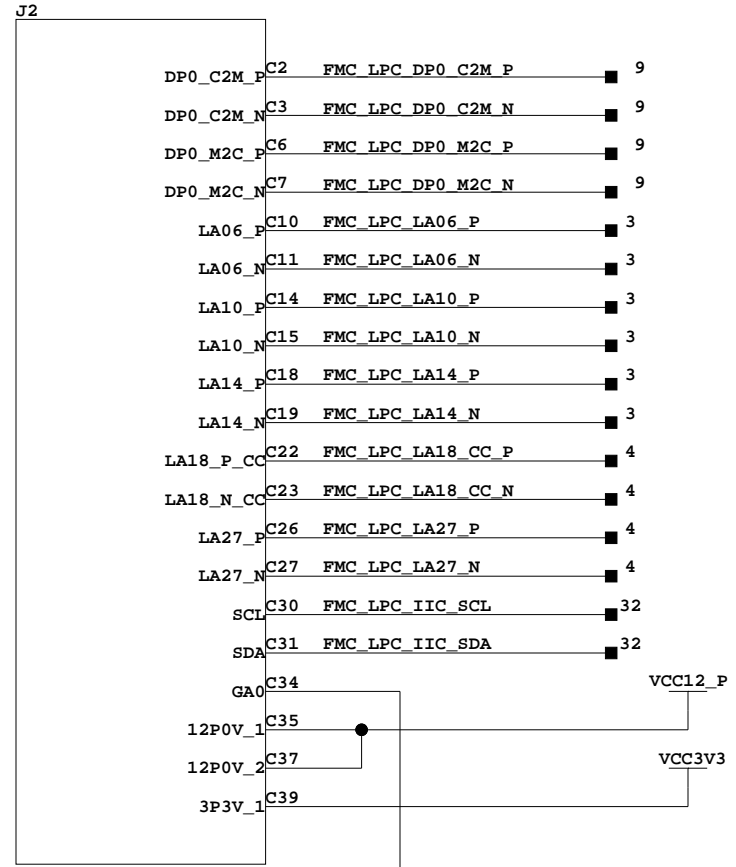 J2
DP0_C2M_P C2 FMC_LPC_DP0_C2M_P 9
DP0_C2M_N C3 FMC_LPC_DP0_C2M_N 9
DP0_M2C_P C6 FMC_LPC_DP0_M2C_P 9
DP0_M2C_N C7 FMC_LPC_DP0_M2C_N 9
LA06_P C10 FMC_LPC_LA06_P 3
LA06_N C11 FMC_LPC_LA06_N 3
LA10_P C14 FMC_LPC_LA10_P 3
LA10_N C15 FMC_LPC_LA10_N 3
LA14_P C18 FMC_LPC_LA14_P 3
LA14_N C19 FMC_LPC_LA14_N 3
LA18_P_CC C22 FMC_LPC_LA18_CC_P 4
LA18_N_CC C23 FMC_LPC_LA18_CC_N 4
LA27_P C26 FMC_LPC_LA27_P 4
LA27_N C27 FMC_LPC_LA27_N 4
SCL C30 FMC_LPC_IIC_SCL 32
SDA C31 FMC_LPC_IIC_SDA 32
GA0 C34 VCC12_P
12P0V_1 C35
12P0V_2 C37 VCC3V3
3P3V_1 C39